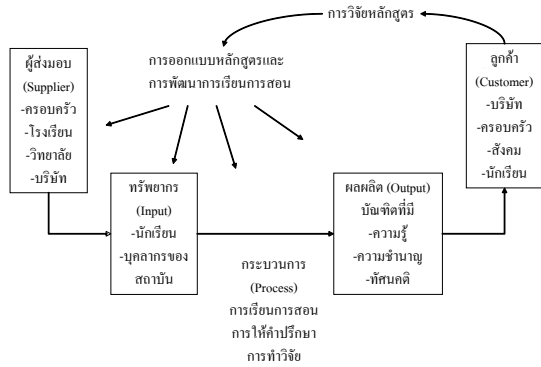 การวิจัยหลักสูตร
ผู้ส่งมอบ
(Supplier)
-ครอบครัว
-โรงเรียน
-วิทยาลัย
-บริษัท
การออกแบบหลักสูตรและ
การพัฒนาการเรียนการสอน
ลูกค้า
(Customer)
-บริษัท
-ครอบครัว
-สังคม
-นักเรียน
ทรัพยากร
(Input)
-นักเรียน
-บุคลากรของ
สถาบัน
ผลผลิต (Output)
บัณฑิตที่มี
-ความรู้
-ความชำนาญ
-ทัศนคติ
กระบวนการ
(Process)
การเรียนการสอน
การให้คำปรึกษา
การทำวิจัย